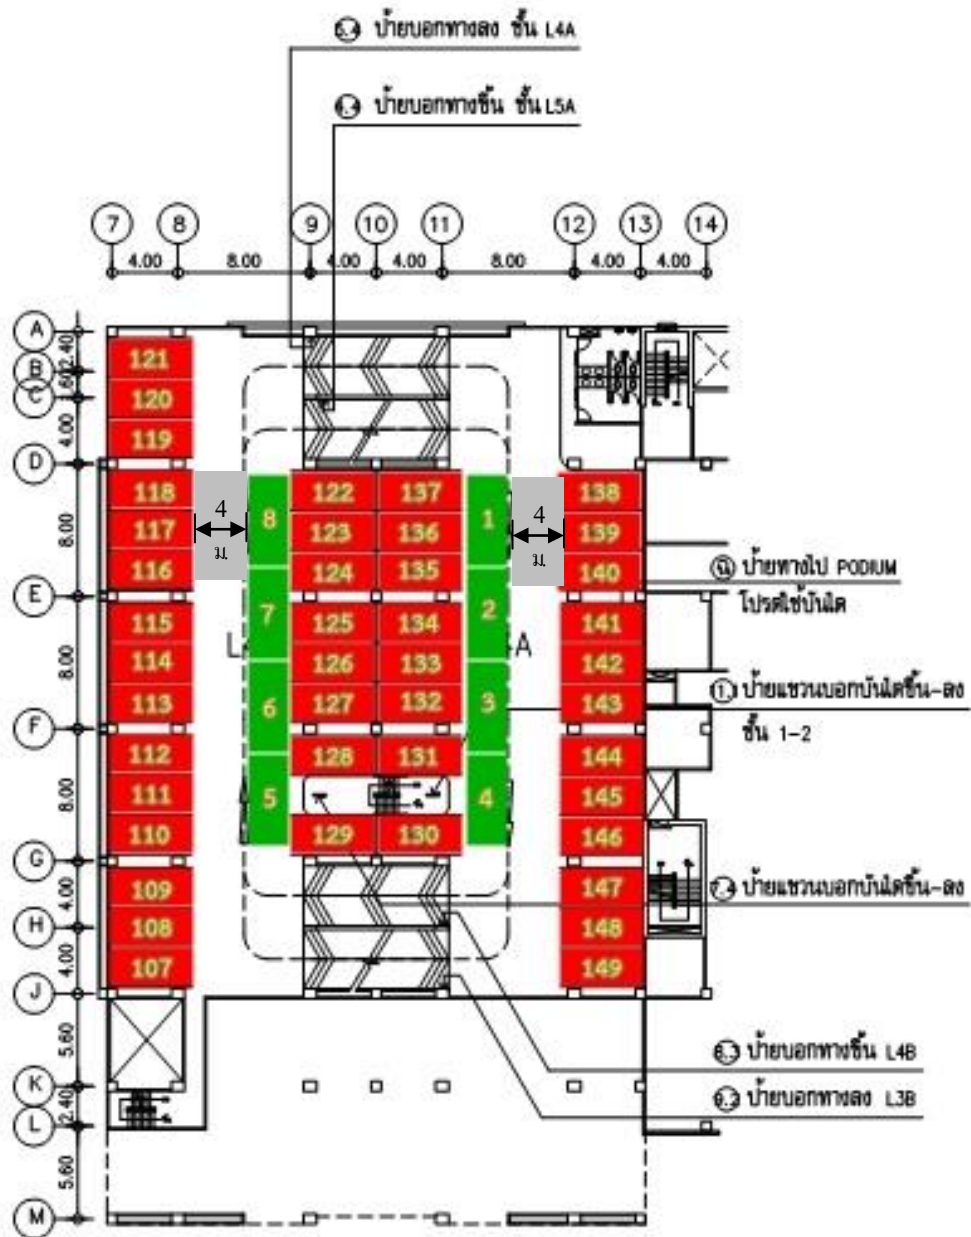 5.4 ป้ายบอกทางลง ชั้น L4A
4.4 ป้ายบอกทางขึ้น ชั้น L5A
7 8 9 10 11 12 13 14
4.00 8.00 4.00 4.00 8.00 4.00 4.00
A
2.40
B
1.60
C
4.00
D
8.00
E
8.00
F
8.00
G
4.00
H
4.00
J
5.60
K
2.40
L
5.60
M
121
120
119
118 8 122 137 1 138
4 ม. 4 ม.
117 123 136 139
116 124 135 140
115 7 125 134 2 141
L A
114 126 133 142
113 6 127 132 3 143
112 128 131 144
111 5 4 145
110 129 130 146
109 147
108 148
107 149
ป้ายทางไป PODIUM
โปรดใช้บันได
ป้ายแขวนบอกบันไดขึ้น-ลง
ชั้น 1-2
7.4 ป้ายแขวนบอกบันไดขึ้น-ลง
ป้ายบอกทางขึ้น L4B
ป้ายบอกทางลง L3B